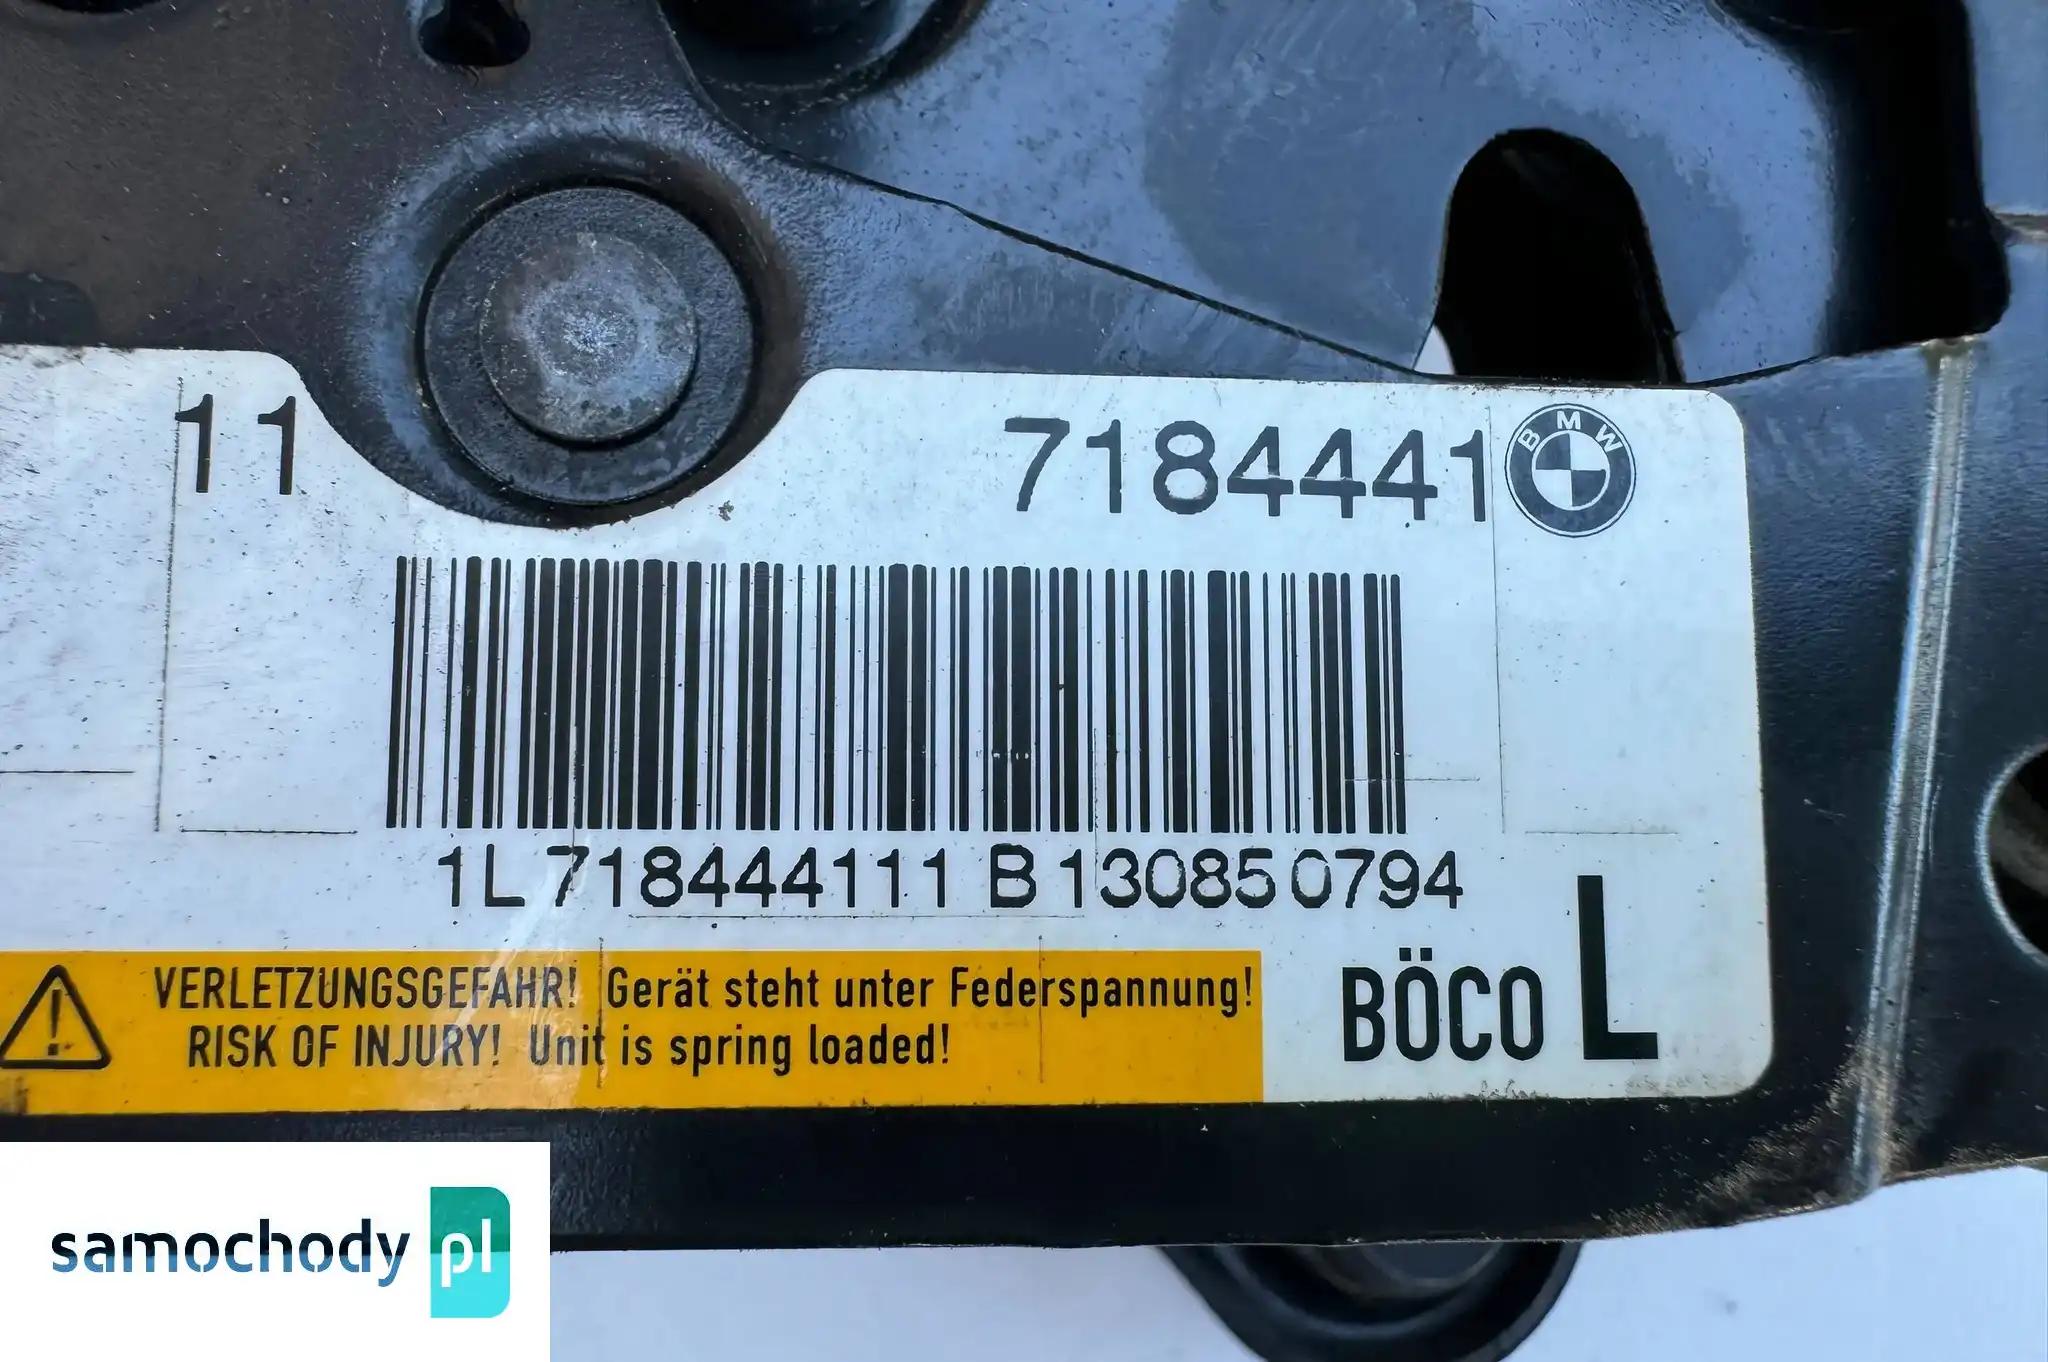 11 7184441 BMW
1L 718444111 B 130850794
VERLETZUNGSGEFAHR! Gerät steht unter Federspannung!
RISK OF INJURY! Unit is spring loaded!
BÖCO L
samochody pl